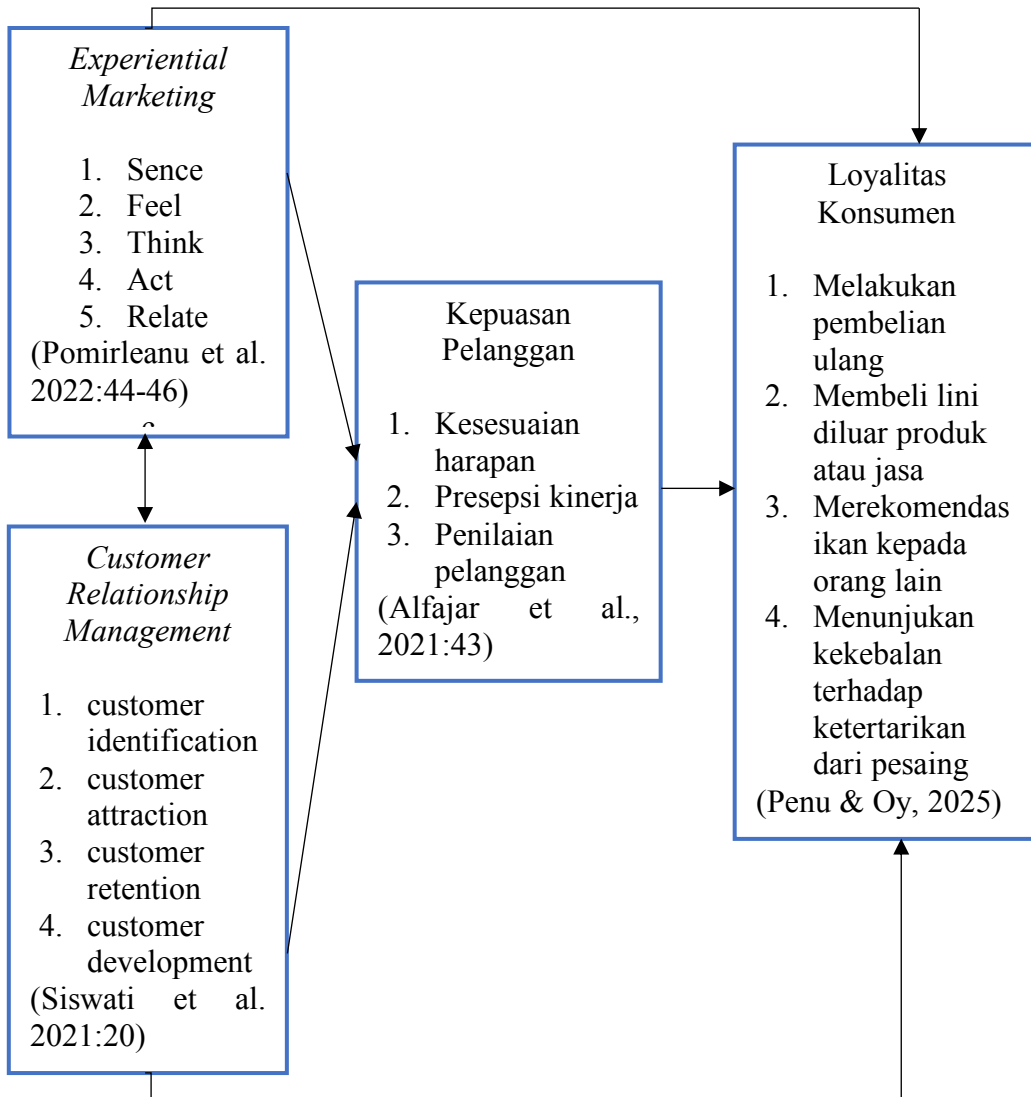 Experiential
Marketing
1. Sence
2. Feel
3. Think
4. Act
5. Relate
(Pomirleanu et al.
2022:44-46)
Customer
Relationship
Management
1. customer
identification
2. customer
attraction
3. customer
retention
4. customer
development
(Siswati et al.
2021:20)
Kepuasan
Pelanggan
1. Kesesuaian
harapan
2. Presepsi kinerja
3. Penilaian
pelanggan
(Alfajar et al.,
2021:43)
Loyalitas
Konsumen
1. Melakukan
pembelian
ulang
2. Membeli lini
diluar produk
atau jasa
3. Merekomendas
ikan kepada
orang lain
4. Menunjukan
kekebalan
terhadap
ketertarikan
dari pesaing
(Penu & Oy, 2025)